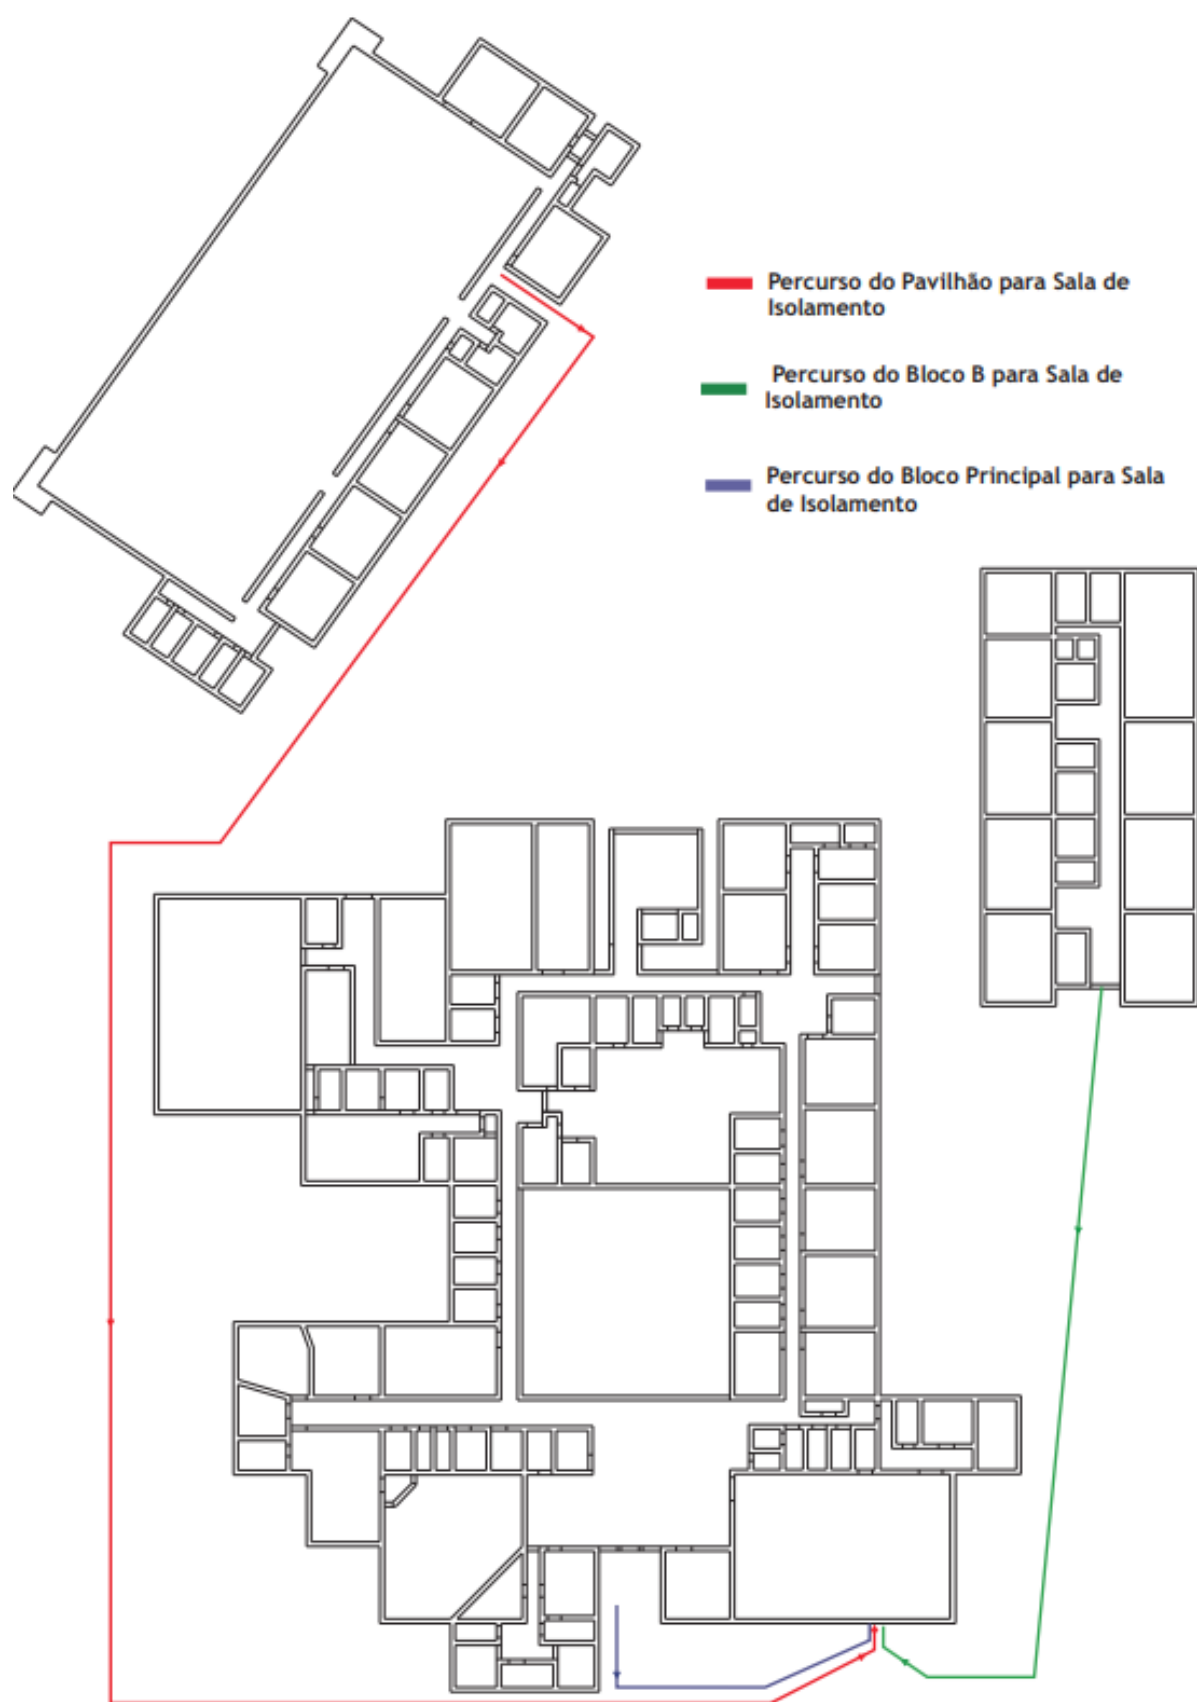 Percurso do Pavilhão para Sala de
Isolamento
Percurso do Bloco B para Sala de
Isolamento
Percurso do Bloco Principal para Sala
de Isolamento